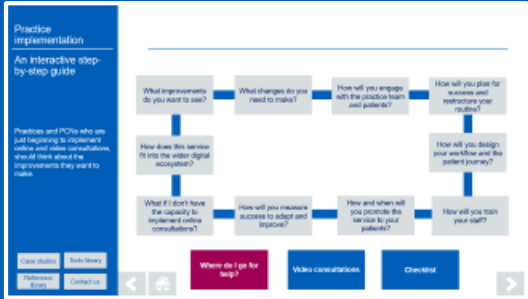 Practice
implementation
An interactive step-
by-step guide
Practices and PCNs who are
just beginning to implement
online and video consultations,
should think about the
improvements they want to
make.
Case studies
Tools library
Reference
library
Contact us
What improvements
do you want to see?
What changes do you
need to make?
How will you engage
with the practice team
and patients?
How will you plan for
success and
restructure your
routine?
How does this service
fit into the wider digital
ecosystem?
How will you design
your workflow and the
patient journey?
What if I don't have
the capacity to
implement online
consultations?
How will you measure
success to adapt and
improve?
How and when will
you promote the
service to your
patients?
How will you train
your staff?
Where do I go for
help?
Video consultations
Checklist